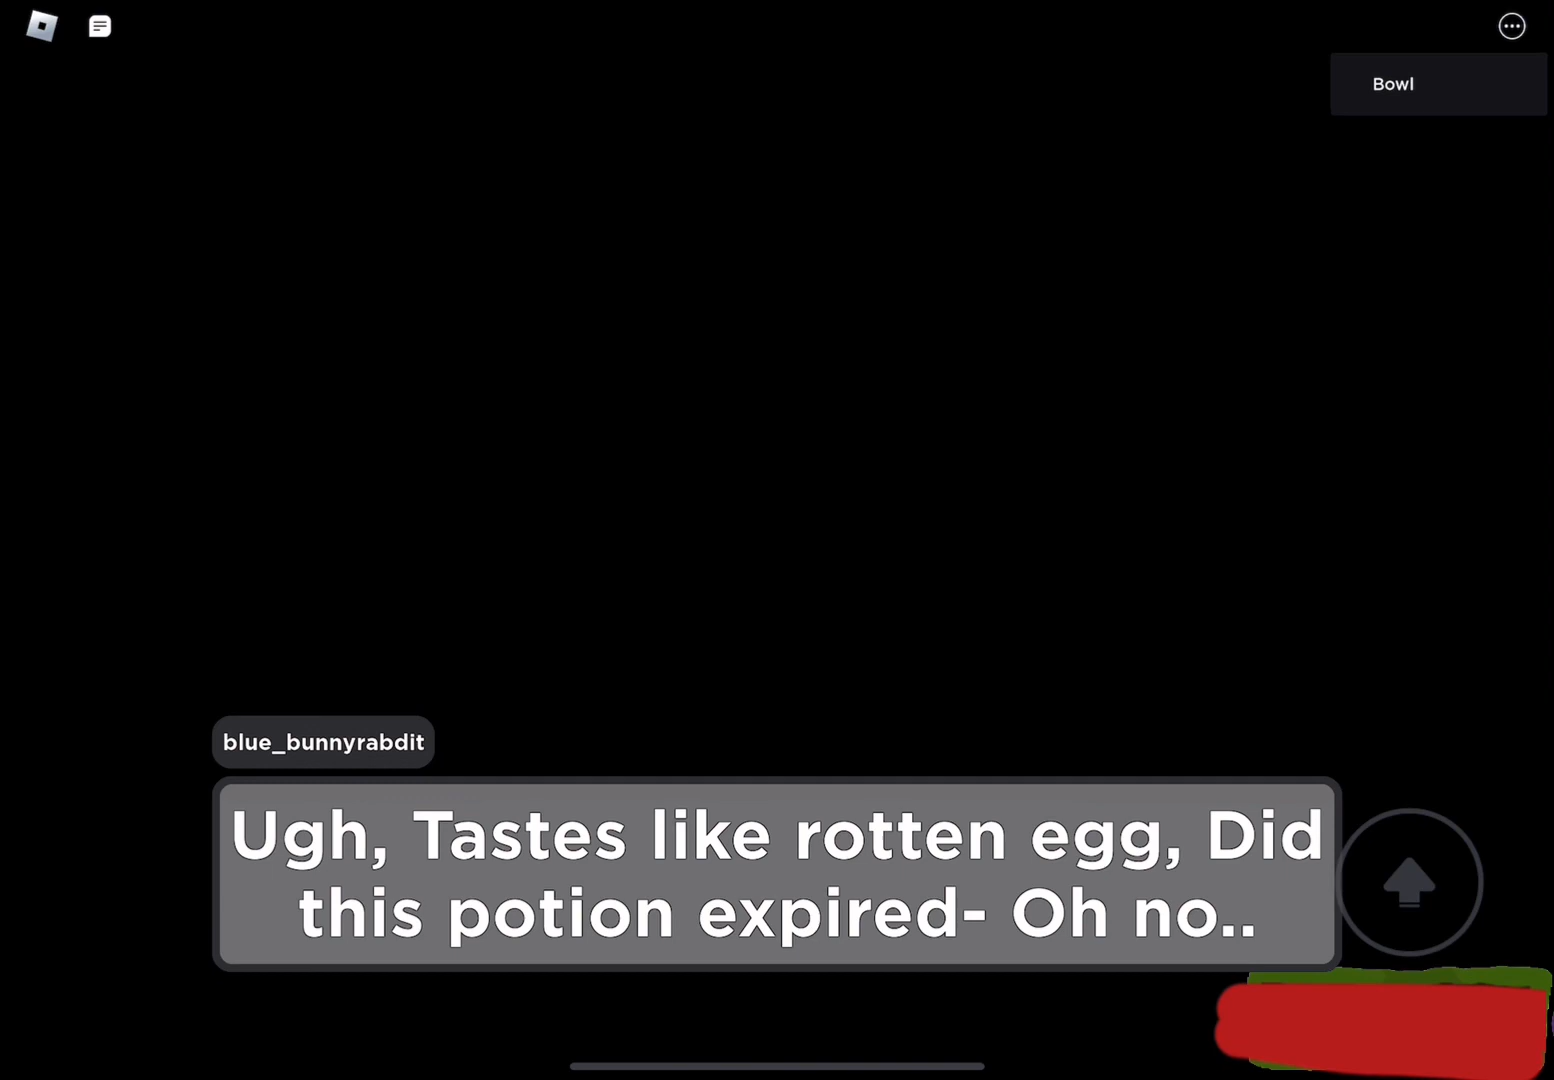 Bowl
blue_bunnyrabdit
Ugh, Tastes like rotten egg, Did
this potion expired- Oh no..